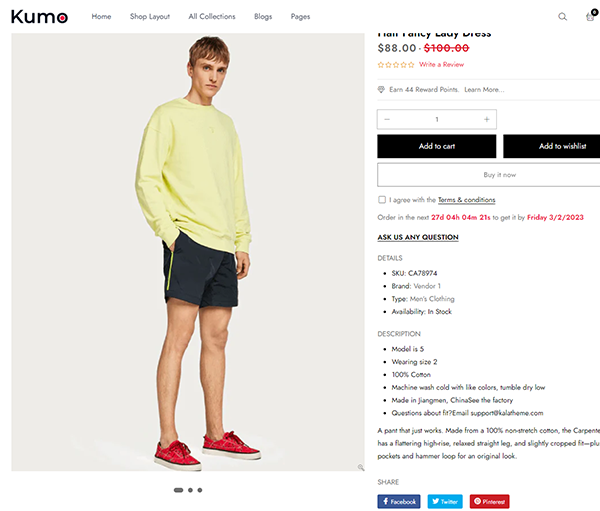 Kumo
Home
Shop Layout
All Collections
Blogs
Pages
0
Half Fancy Lady Dress
$88.00 - $100.00
Write a Review
Earn 44 Reward Points. Learn More...
− 1 +
Add to cart
Add to wishlist
Buy it now
I agree with the Terms & conditions
Order in the next 27d 04h 04m 21s to get it by Friday 3/2/2023
ASK US ANY QUESTION
DETAILS
SKU: CA78974
Brand: Vendor 1
Type: Men's Clothing
Availability: In Stock
DESCRIPTION
Model is 5
Wearing size 2
100% Cotton
Machine wash cold with like colors, tumble dry low
Made in Jiangmen, ChinaSee the factory
Questions about fit?Email support@kalatheme.com
A pant that just works. Made from a 100% non-stretch cotton, the Carpente
has a flattering high-rise, relaxed straight leg, and slightly cropped fit—plu
pockets and hammer loop for an original look.
SHARE
Facebook
Twitter
Pinterest